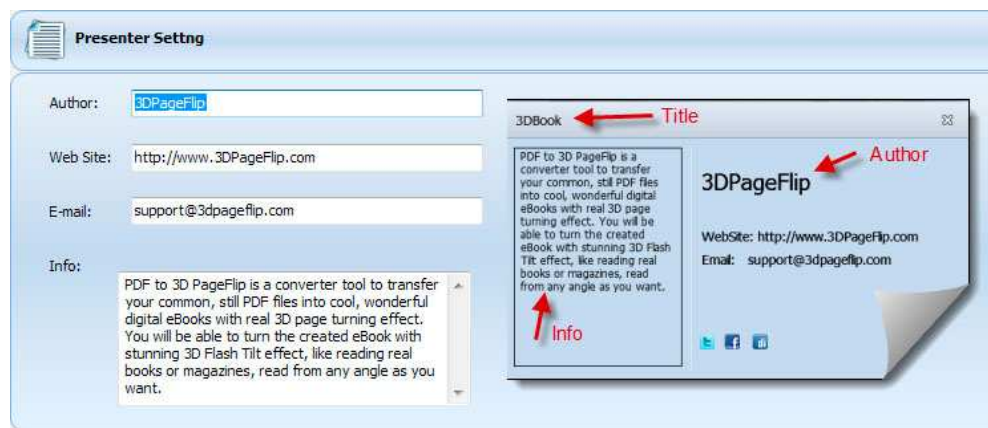 Presenter Settng
Author:
3DPageFlip
Web Site:
http://www.3DPageFlip.com
E-mail:
support@3dpageflip.com
Info:
PDF to 3D PageFlip is a converter tool to transfer
your common, still PDF files into cool, wonderful
digital eBooks with real 3D page turning effect.
You will be able to turn the created eBook with
stunning 3D Flash Tilt effect, like reading real
books or magazines, read from any angle as you
want.
3DBook
Title
PDF to 3D PageFlip is a
converter tool to transfer
your common, still PDF files
into cool, wonderful digital
eBooks with real 3D page
turning effect. You will be
able to turn the created
eBook with stunning 3D Flash
Tilt effect, like reading real
books or magazines, read
from any angle as you want.
Info
Author
3DPageFlip
WebSite: http://www.3DPageFlip.com
Email: support@3dpageflip.com